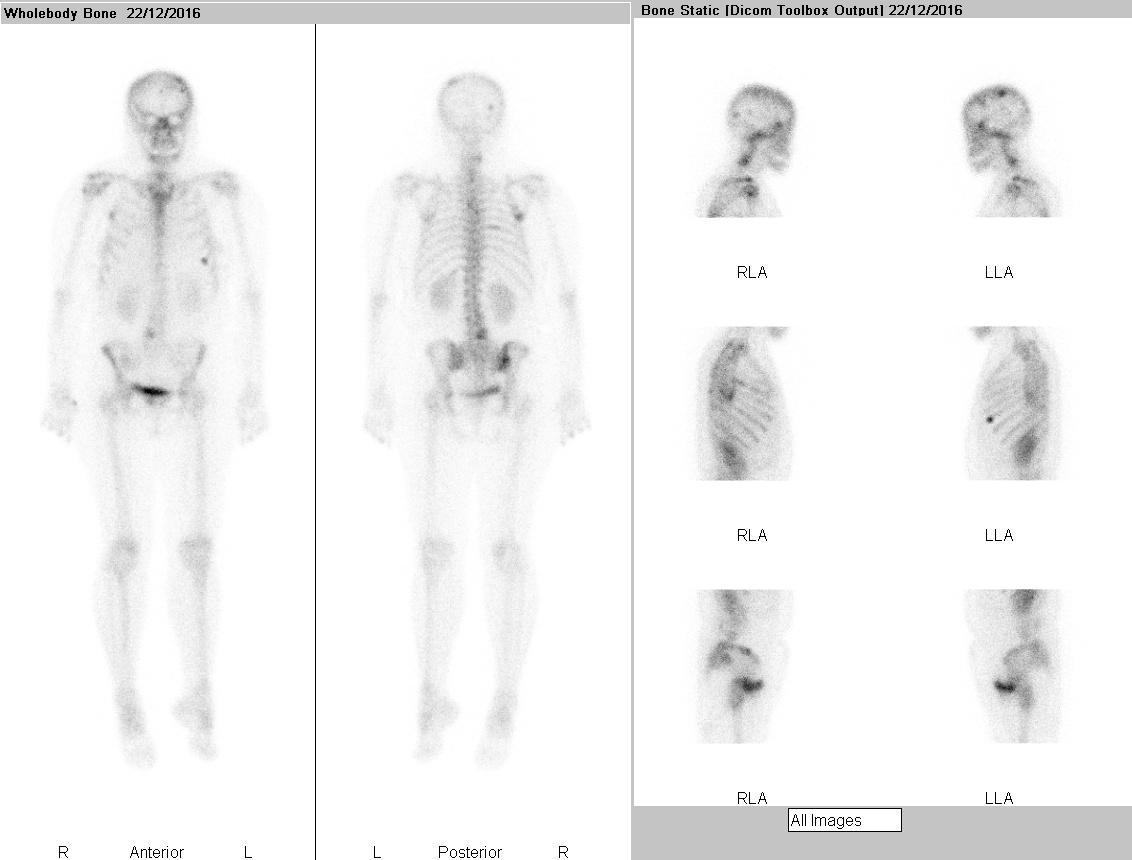 Wholebody Bone 22/12/2016
Bone Static [Dicom Toolbox Output] 22/12/2016
RLA
LLA
RLA
LLA
RLA
LLA
All Images
R
Anterior
L
L
Posterior
R